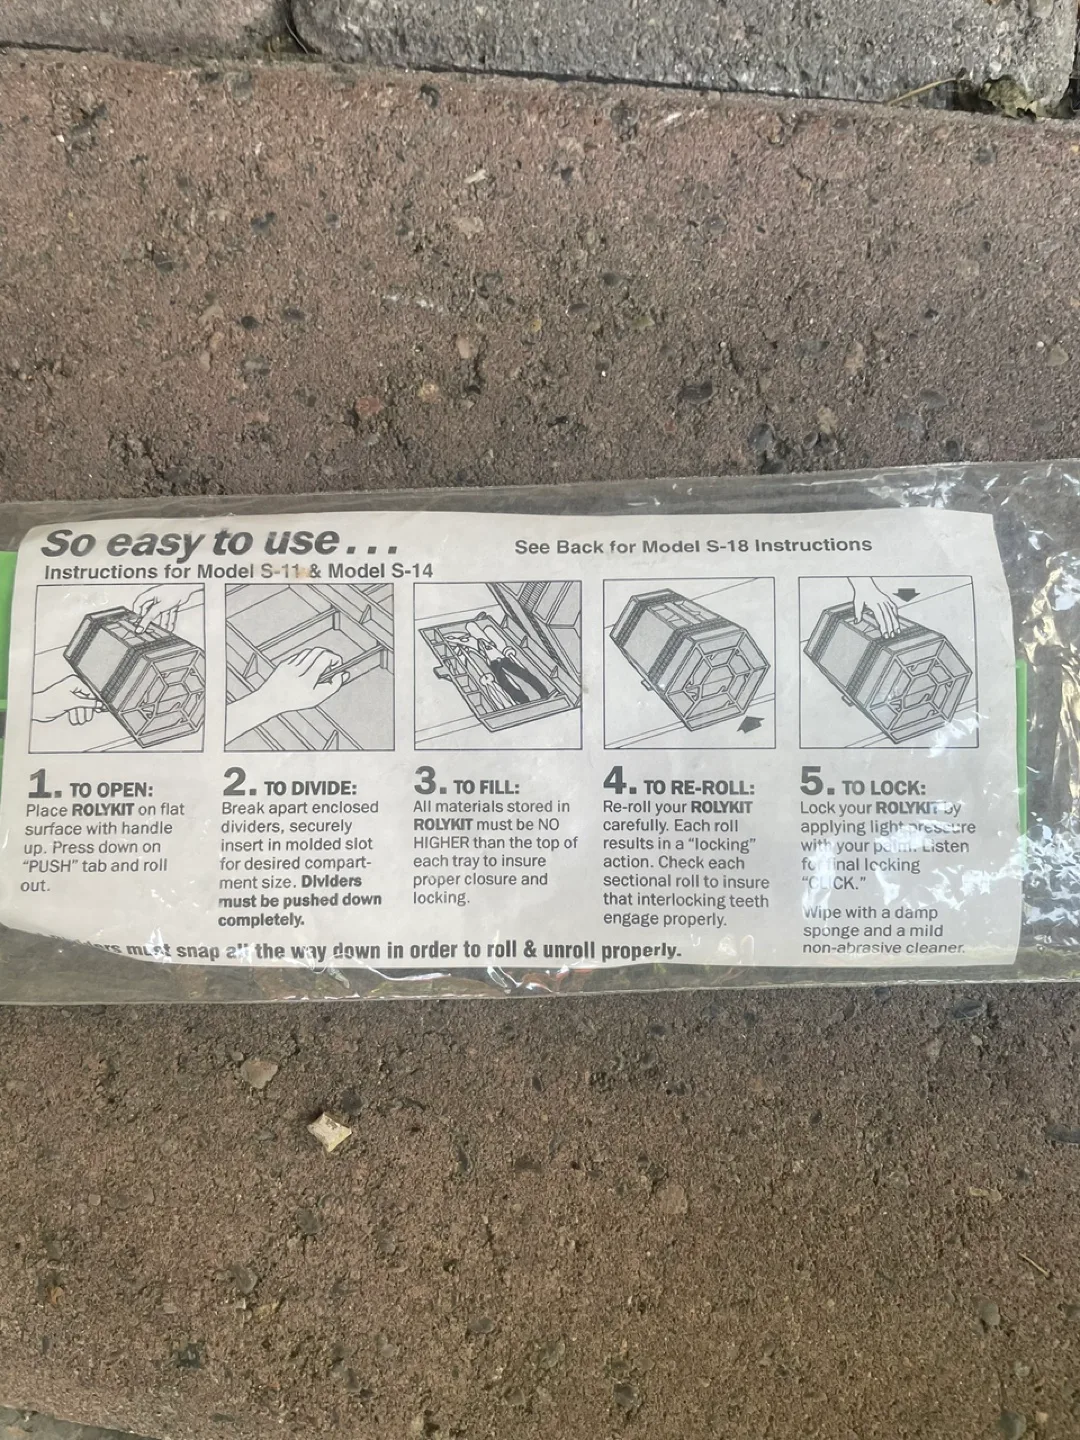 So easy to use...
See Back for Model S-18 Instructions
Instructions for Model S-11 & Model S-14
1. TO OPEN:
Place ROLYKIT on flat
surface with handle
up. Press down on
"PUSH" tab and roll
out.
2. TO DIVIDE:
Break apart enclosed
dividers, securely
insert in molded slot
for desired compart-
ment size. Dividers
must be pushed down
completely.
3. TO FILL:
All materials stored in
ROLYKIT must be NO
HIGHER than the top of
each tray to insure
proper closure and
locking.
4. TO RE-ROLL:
Re-roll your ROLYKIT
carefully. Each roll
results in a "locking"
action. Check each
sectional roll to insure
that interlocking teeth
engage properly.
5. TO LOCK:
Lock your ROLYKIT by
applying light pressure
with your palm. Listen
for final locking
"CLICK."
Wipe with a damp
sponge and a mild
non-abrasive cleaner.
must snap all the way down in order to roll & unroll properly.